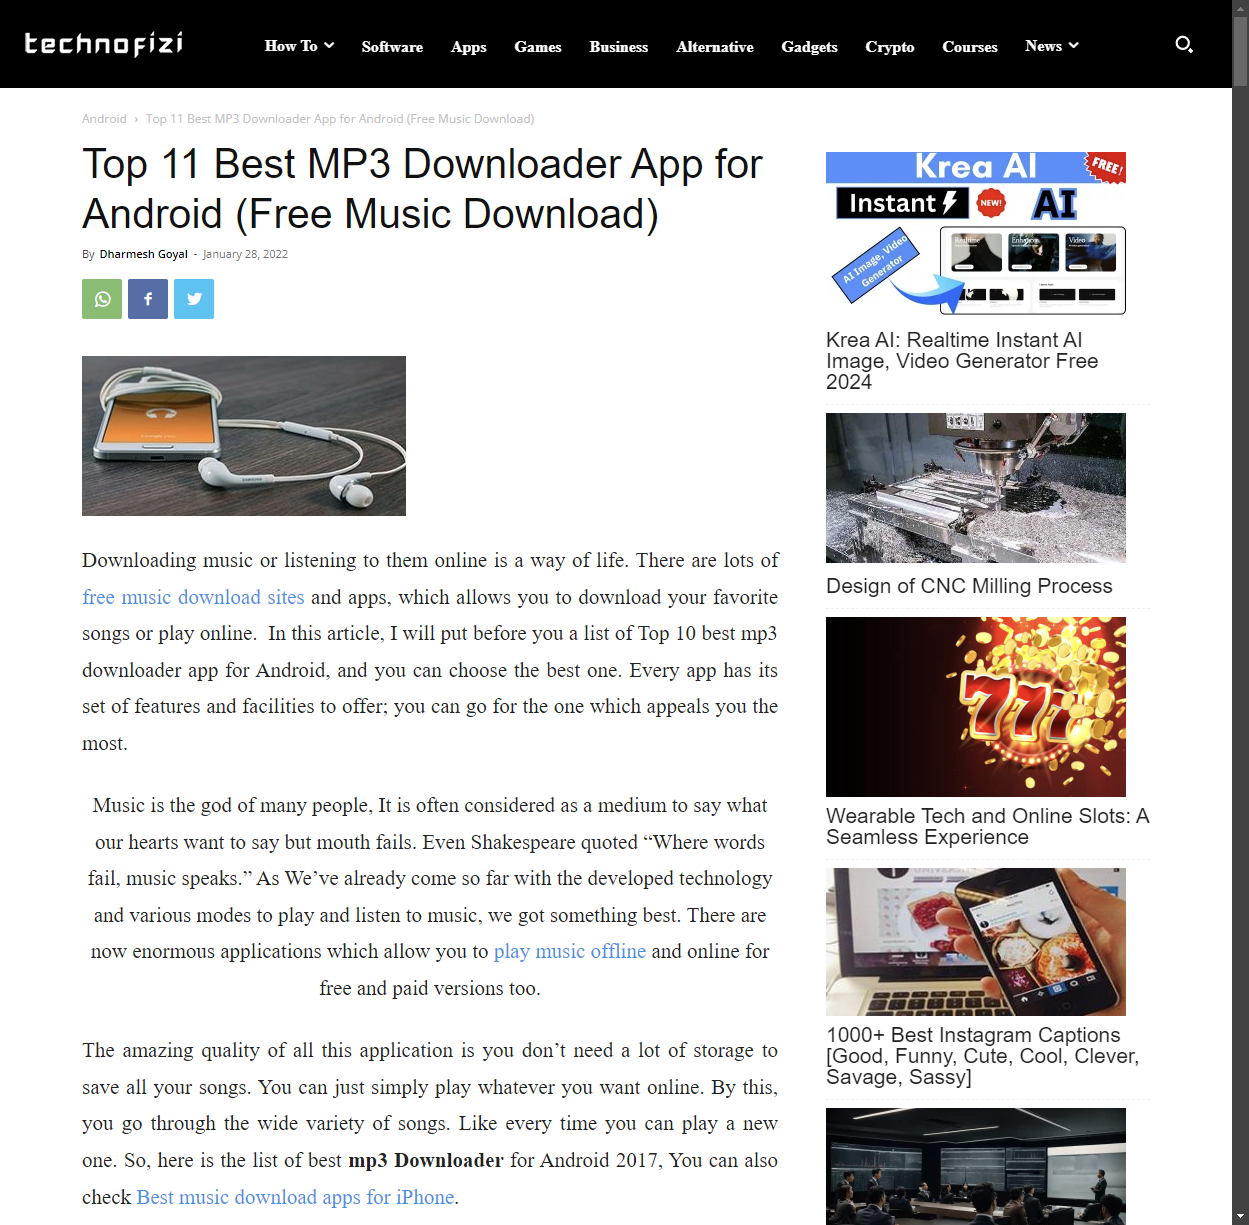 technofizi
How To Software Apps Games Business Alternative Gadgets Crypto Courses News
Android › Top 11 Best MP3 Downloader App for Android (Free Music Download)
Top 11 Best MP3 Downloader App for
Android (Free Music Download)
By Dharmesh Goyal - January 28, 2022
SAMSUNG
Downloading music or listening to them online is a way of life. There are lots of
free music download sites and apps, which allows you to download your favorite
songs or play online. In this article, I will put before you a list of Top 10 best mp3
downloader app for Android, and you can choose the best one. Every app has its
set of features and facilities to offer; you can go for the one which appeals you the
most.
Music is the god of many people, It is often considered as a medium to say what
our hearts want to say but mouth fails. Even Shakespeare quoted “Where words
fail, music speaks.” As We’ve already come so far with the developed technology
and various modes to play and listen to music, we got something best. There are
now enormous applications which allow you to play music offline and online for
free and paid versions too.
The amazing quality of all this application is you don’t need a lot of storage to
save all your songs. You can just simply play whatever you want online. By this,
you go through the wide variety of songs. Like every time you can play a new
one. So, here is the list of best mp3 Downloader for Android 2017, You can also
check Best music download apps for iPhone.
Krea AI
FREE!
Instant
NEW!
AI
Realtime Enhance Video
AI Image, Video
Generator
Krea AI: Realtime Instant AI
Image, Video Generator Free
2024
Design of CNC Milling Process
777
Wearable Tech and Online Slots: A
Seamless Experience
1000+ Best Instagram Captions
[Good, Funny, Cute, Cool, Clever,
Savage, Sassy]